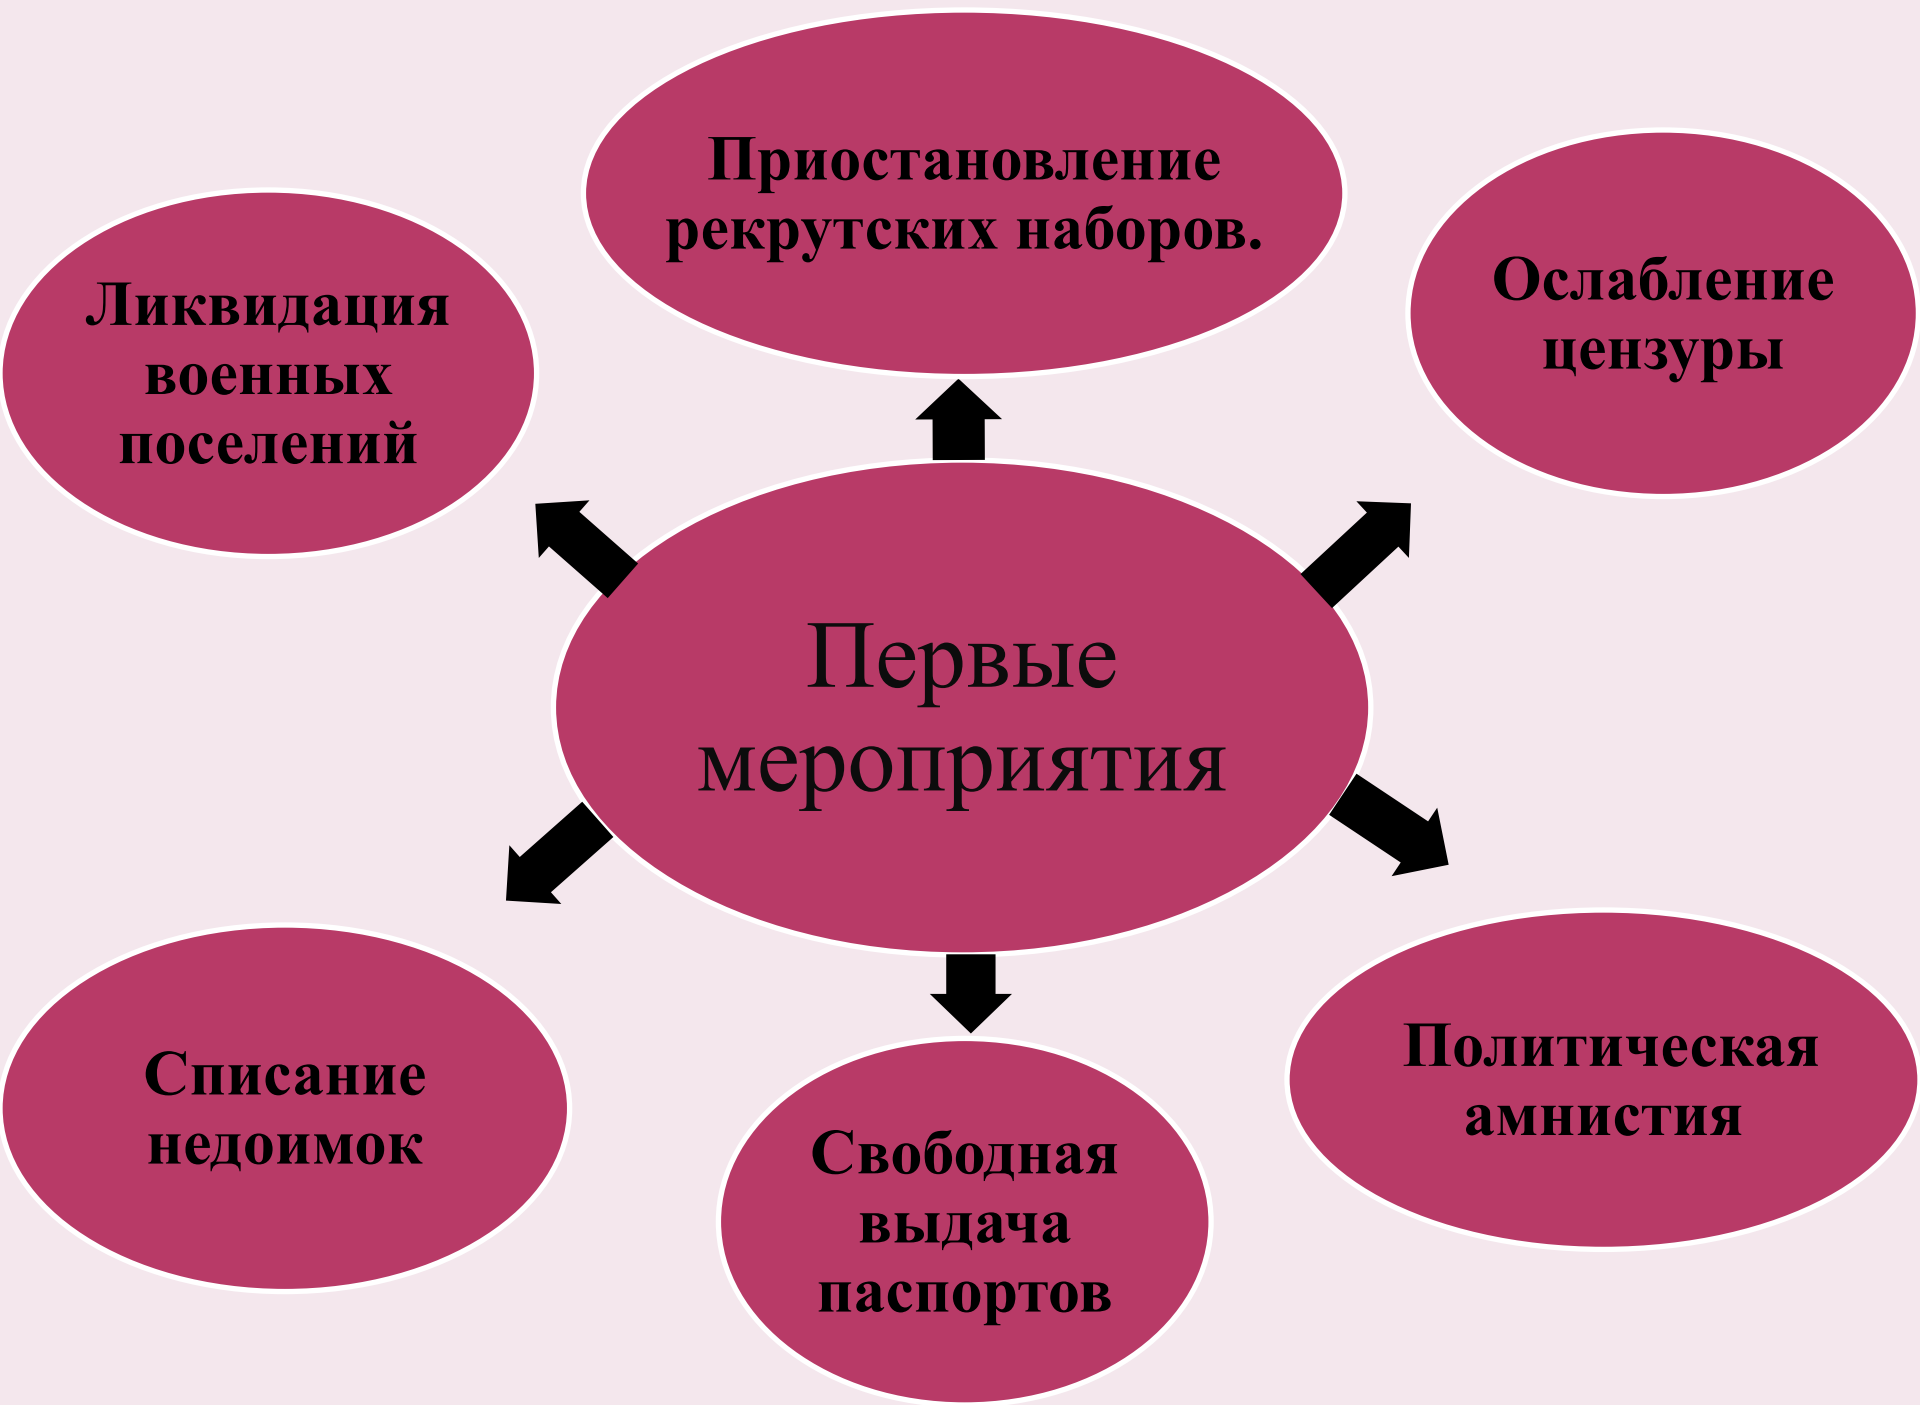 Приостановление
рекрутских наборов.
Ликвидация
военных
поселений
Ослабление
цензуры
Первые
мероприятия
Списание
недоимок
Свободная
выдача
паспортов
Политическая
амнистия